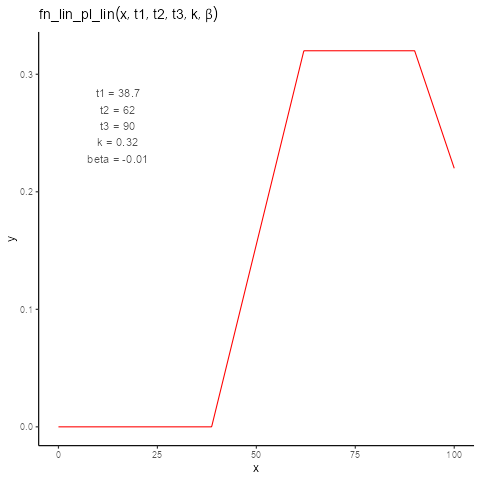 fn_lin_pl_lin(x, t1, t2, t3, k, β)
t1 = 38.7
t2 = 62
t3 = 90
k = 0.32
beta = -0.01
y
0.3
0.2
0.1
0.0
0 25 50 75 100
x